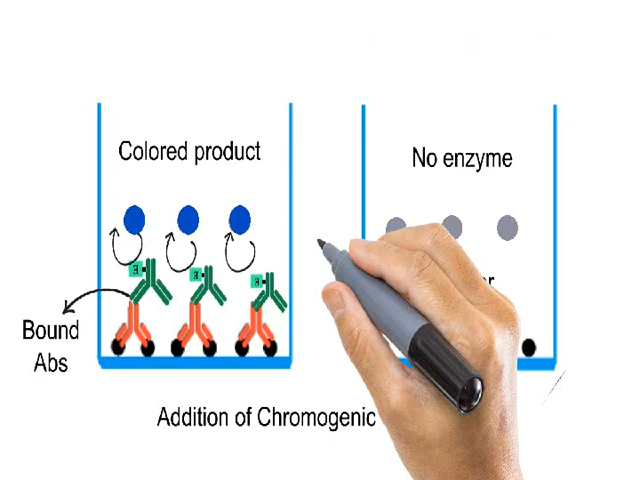 Colored product
No enzyme
a
a
a
Bound
Abs
Addition of Chromogenic